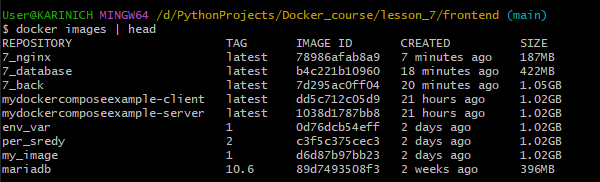 User@KARINICH MINGW64 /d/PythonProjects/Docker_course/lesson_7/frontend (main)
$ docker images | head
REPOSITORY TAG IMAGE ID CREATED SIZE
7_nginx latest 78986afab8a9 7 minutes ago 187MB
7_database latest b4c221b10960 18 minutes ago 422MB
7_back latest 7d295ac0ff04 20 minutes ago 1.05GB
mydockercomposeexample-client latest dd5c712c05d9 21 hours ago 1.02GB
mydockercomposeexample-server latest 1038d1787bb8 21 hours ago 1.02GB
env_var 1 0d76dcb54eff 2 days ago 1.02GB
per_sredy 2 c3f5c375cec3 2 days ago 1.02GB
my_image 1 d6d87b97bb23 2 days ago 1.02GB
mariadb 10.6 89d7493508f3 2 weeks ago 396MB